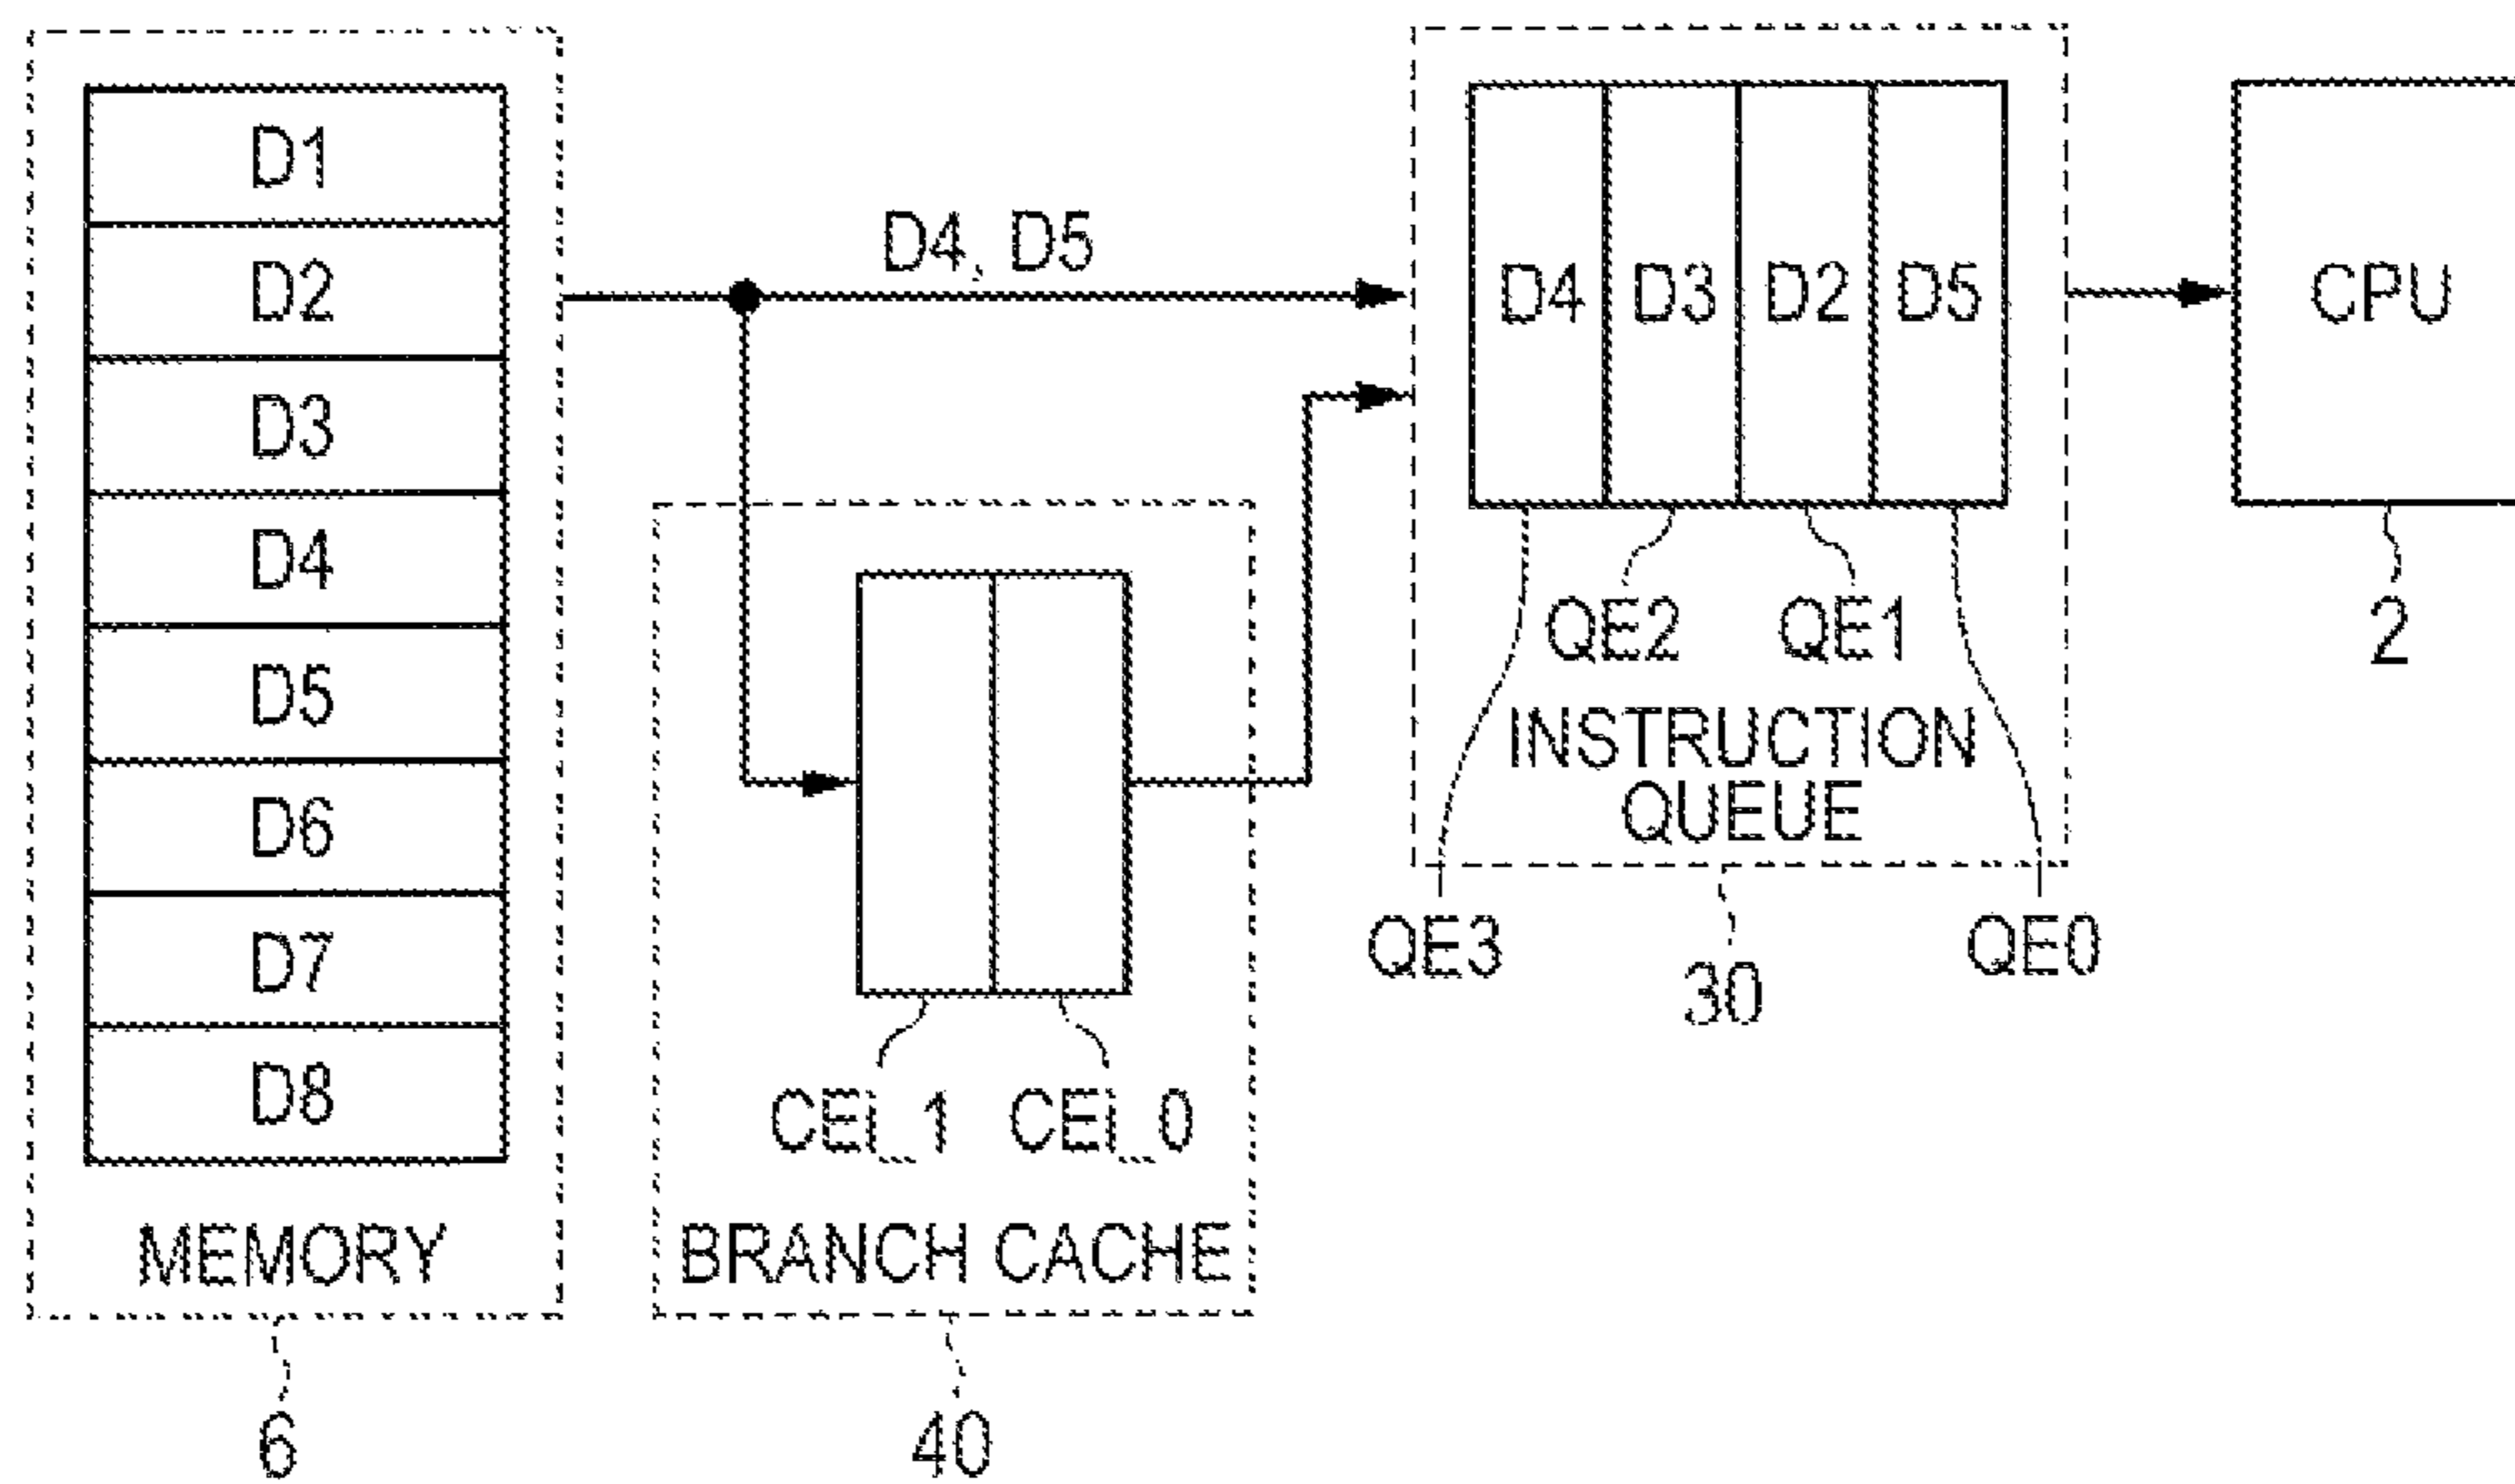 D1
D2
D3
D4
D5
D6
D7
D8
MEMORY
6
D4, D5
CEL_1 CEL_0
BRANCH CACHE
40
D4 D3 D2 D5
QE2 QE1
INSTRUCTION
QUEUE
QE3 QE0
30
CPU
2